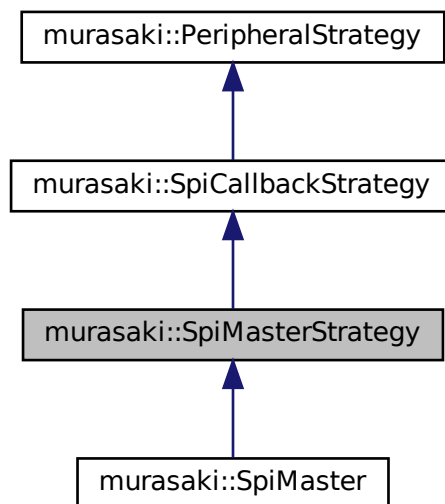 murasaki::PeripheralStrategy
murasaki::SpiCallbackStrategy
murasaki::SpiMasterStrategy
murasaki::SpiMaster